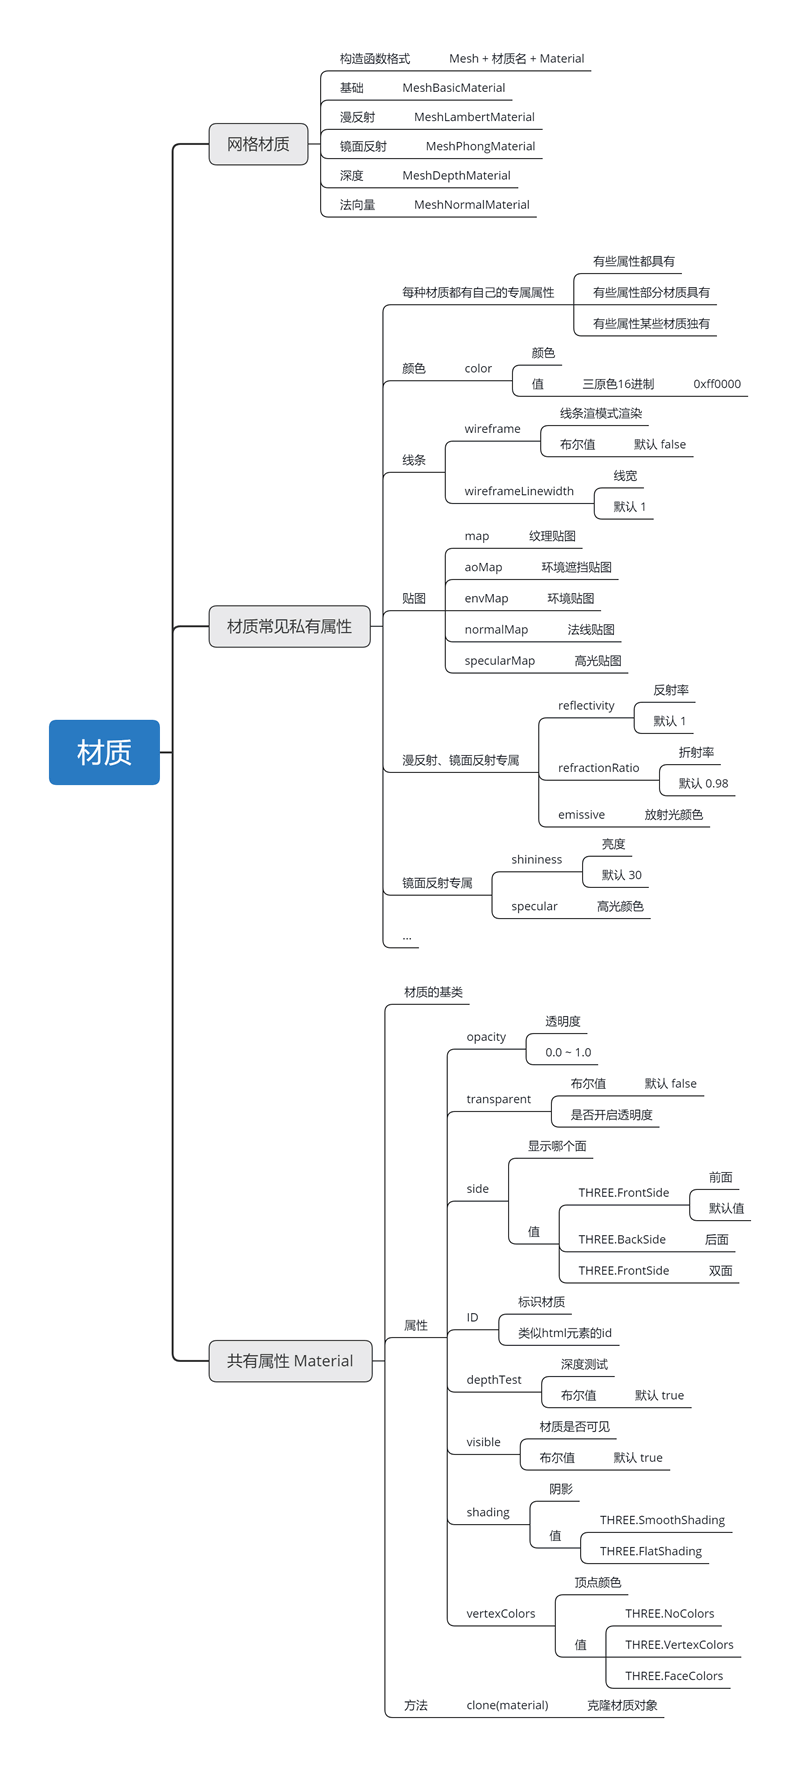 材质
网格材质
构造函数格式 Mesh + 材质名 + Material
基础 MeshBasicMaterial
漫反射 MeshLambertMaterial
镜面反射 MeshPhongMaterial
深度 MeshDepthMaterial
法向量 MeshNormalMaterial
材质常见私有属性
每种材质都有自己的专属属性
有些属性都具有
有些属性部分材质具有
有些属性某些材质独有
颜色 color
颜色
值 三原色16进制 0xff0000
线条
wireframe
线条渲模式渲染
布尔值 默认 false
wireframeLinewidth
线宽
默认 1
贴图
map 纹理贴图
aoMap 环境遮挡贴图
envMap 环境贴图
normalMap 法线贴图
specularMap 高光贴图
漫反射、镜面反射专属
reflectivity
反射率
默认 1
refractionRatio
折射率
默认 0.98
emissive 放射光颜色
镜面反射专属
shininess
亮度
默认 30
specular 高光颜色
...
共有属性 Material
材质的基类
属性
opacity
透明度
0.0 ~ 1.0
transparent
布尔值 默认 false
是否开启透明度
side
显示哪个面
值
THREE.FrontSide
前面
默认值
THREE.BackSide 后面
THREE.FrontSide 双面
ID
标识材质
类似html元素的id
depthTest
深度测试
布尔值 默认 true
visible
材质是否可见
布尔值 默认 true
shading
阴影
值
THREE.SmoothShading
THREE.FlatShading
vertexColors
顶点颜色
值
THREE.NoColors
THREE.VertexColors
THREE.FaceColors
方法 clone(material) 克隆材质对象